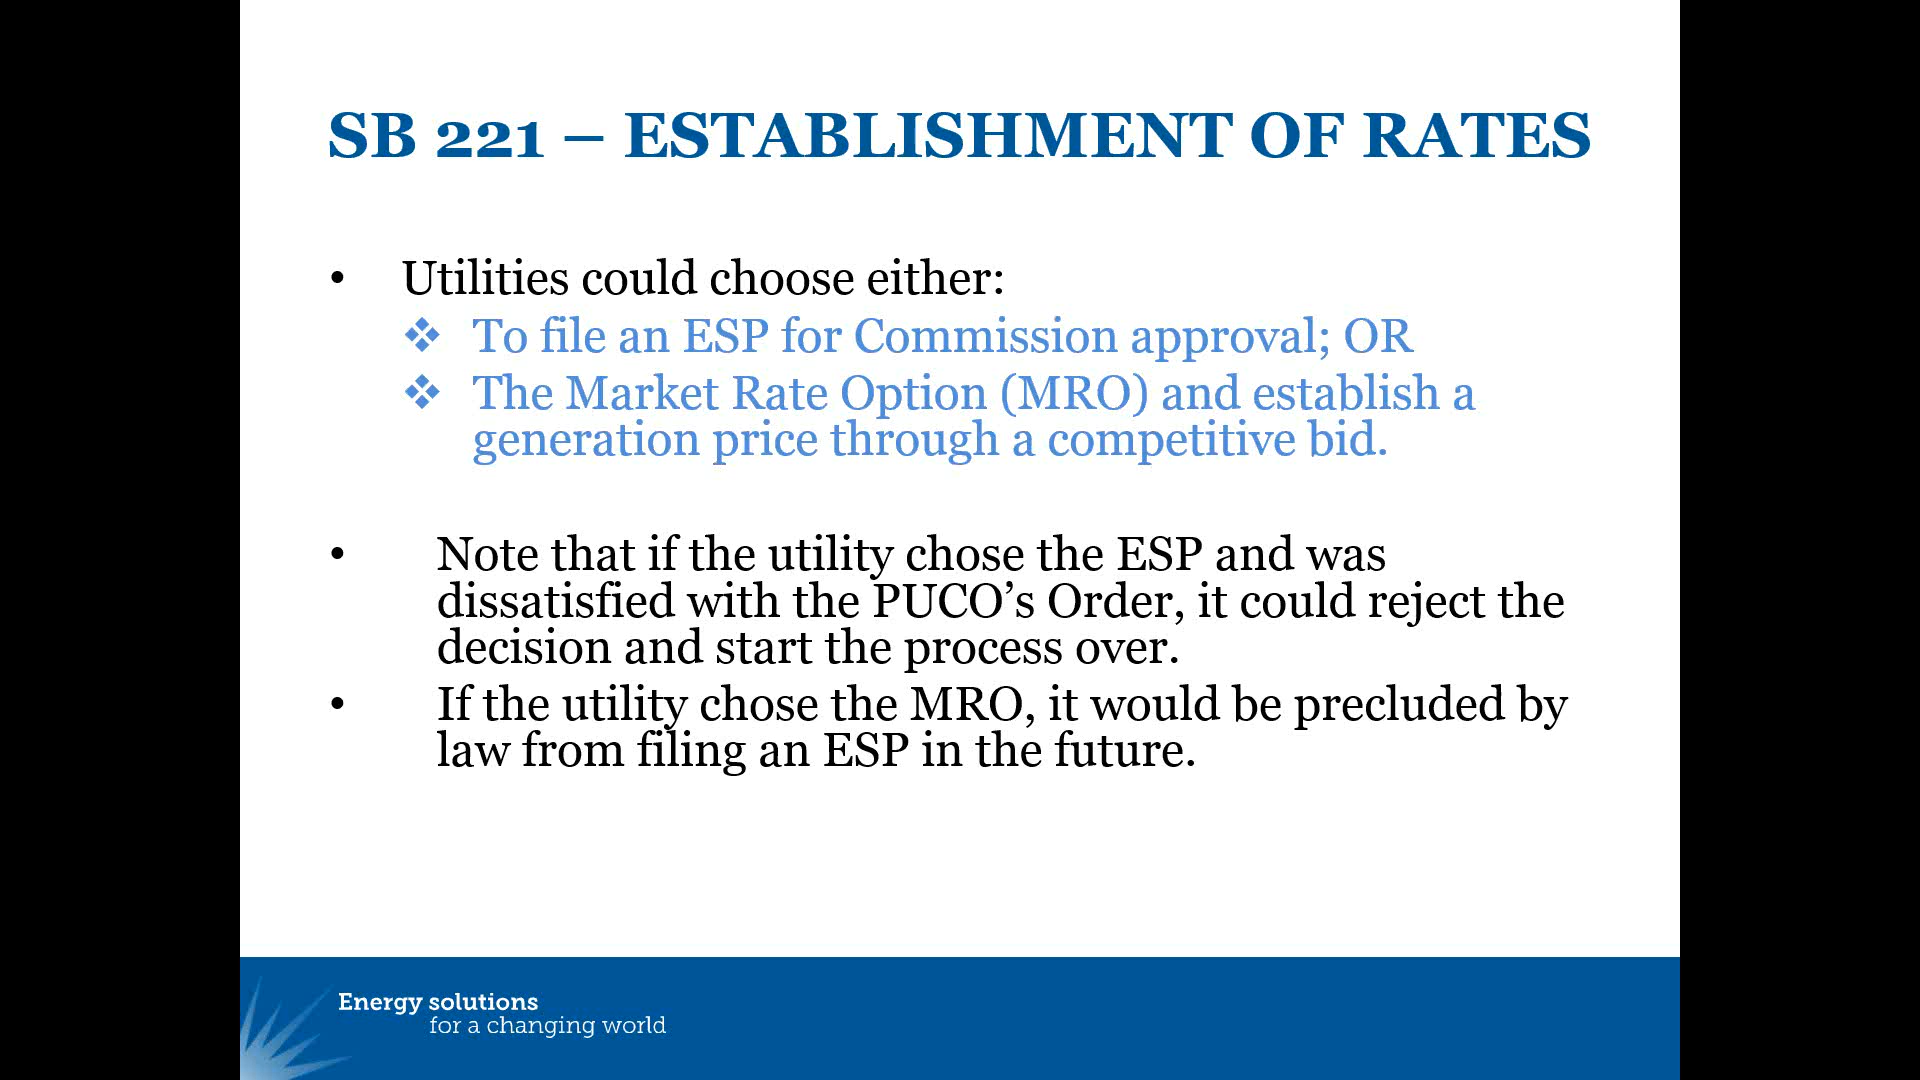 SB 221 – ESTABLISHMENT OF RATES
• Utilities could choose either:
❖ To file an ESP for Commission approval; OR
❖ The Market Rate Option (MRO) and establish a
generation price through a competitive bid.
• Note that if the utility chose the ESP and was
dissatisfied with the PUCO’s Order, it could reject the
decision and start the process over.
• If the utility chose the MRO, it would be precluded by
law from filing an ESP in the future.
Energy solutions
for a changing world